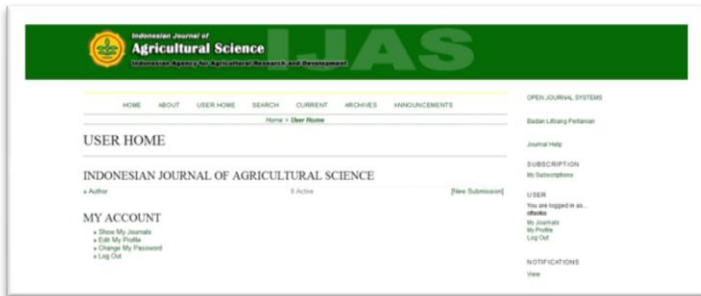 Indonesian Journal of
Agricultural Science
IJAS
Indonesian Agency for Agricultural Research and Development
HOME ABOUT USER HOME SEARCH CURRENT ARCHIVES ANNOUNCEMENTS
Home > User Home
USER HOME
INDONESIAN JOURNAL OF AGRICULTURAL SCIENCE
» Author 0 Active [New Submission]
MY ACCOUNT
» Show My Journals
» Edit My Profile
» Change My Password
» Log Out
OPEN JOURNAL SYSTEMS
Badan Litbang Pertanian
Journal Help
SUBSCRIPTION
My Subscriptions
USER
You are logged in as...
My Journals
My Profile
Log Out
NOTIFICATIONS
View